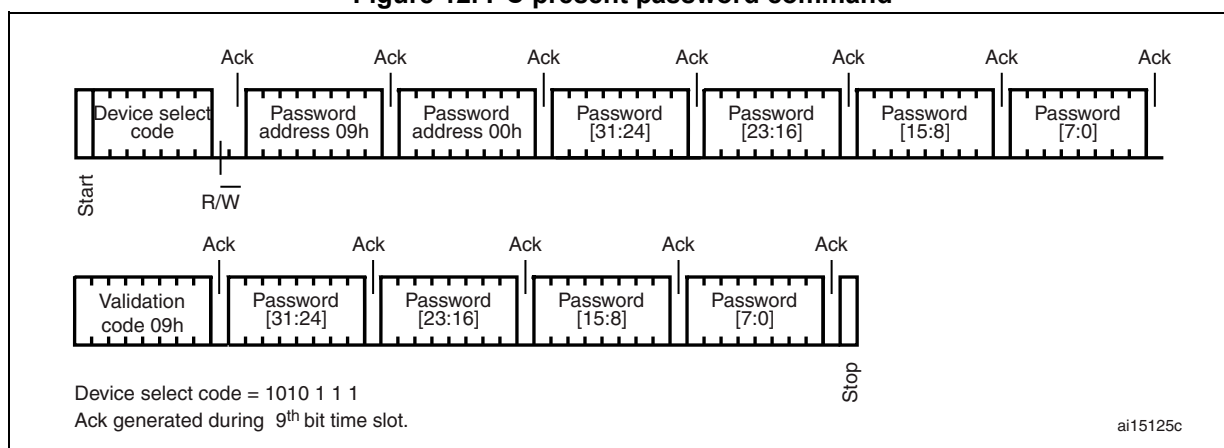 Ack Ack Ack Ack Ack Ack Ack
Device select code
Password address 09h
Password address 00h
Password [31:24]
Password [23:16]
Password [15:8]
Password [7:0]
Start
R/W̅
Ack Ack Ack Ack Ack
Validation code 09h
Password [31:24]
Password [23:16]
Password [15:8]
Password [7:0]
Stop
Device select code = 1010 1 1 1
Ack generated during 9th bit time slot.
ai15125c